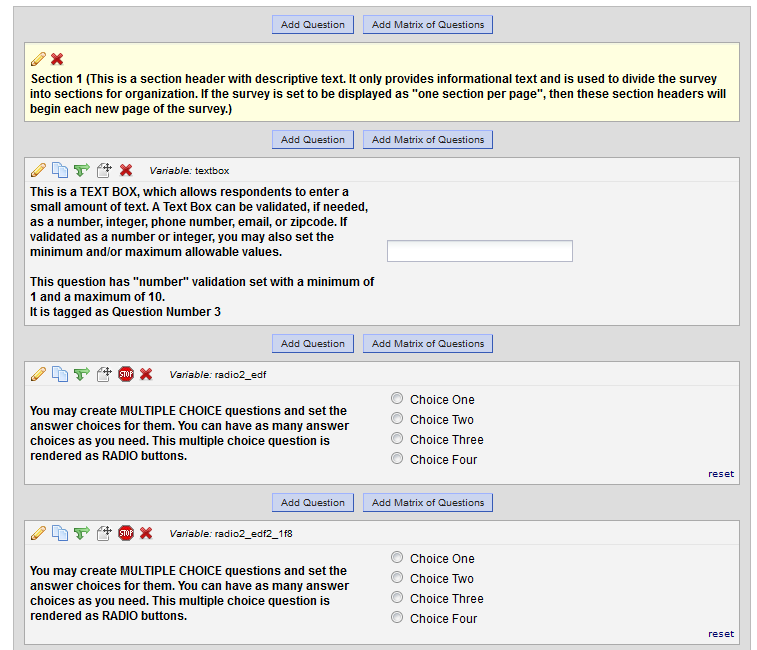 Add Question Add Matrix of Questions
Section 1 (This is a section header with descriptive text. It only provides informational text and is used to divide the survey
into sections for organization. If the survey is set to be displayed as "one section per page", then these section headers will
begin each new page of the survey.)
Add Question Add Matrix of Questions
Variable: textbox
This is a TEXT BOX, which allows respondents to enter a
small amount of text. A Text Box can be validated, if needed,
as a number, integer, phone number, email, or zipcode. If
validated as a number or integer, you may also set the
minimum and/or maximum allowable values.
This question has "number" validation set with a minimum of
1 and a maximum of 10.
It is tagged as Question Number 3
Add Question Add Matrix of Questions
STOP Variable: radio2_edf
You may create MULTIPLE CHOICE questions and set the
answer choices for them. You can have as many answer
choices as you need. This multiple choice question is
rendered as RADIO buttons.
Choice One
Choice Two
Choice Three
Choice Four
reset
Add Question Add Matrix of Questions
STOP Variable: radio2_edf2_1f8
You may create MULTIPLE CHOICE questions and set the
answer choices for them. You can have as many answer
choices as you need. This multiple choice question is
rendered as RADIO buttons.
Choice One
Choice Two
Choice Three
Choice Four
reset